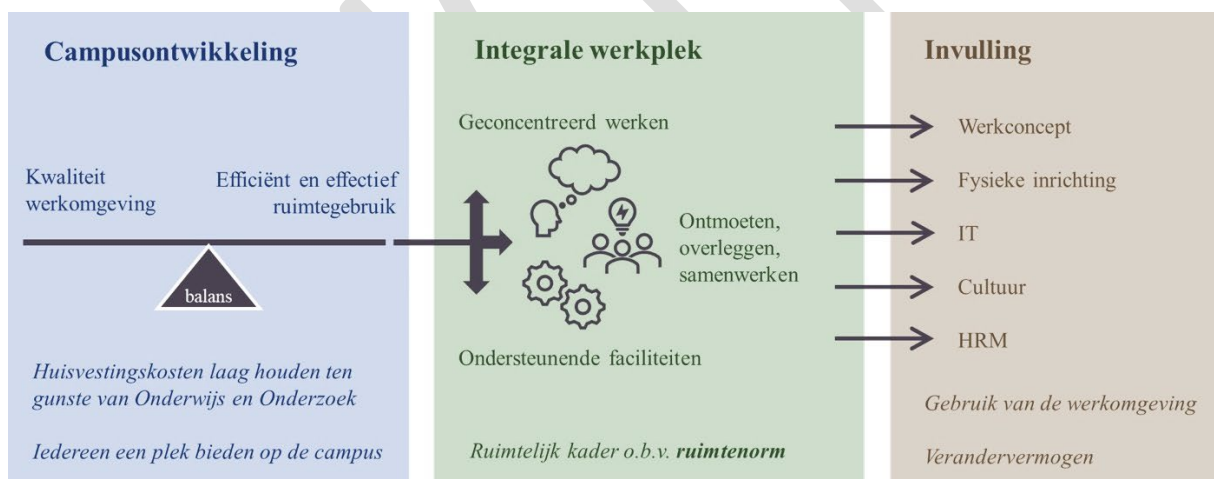 Campusontwikkeling
Kwaliteit
werkomgeving
Efficiënt en effectief
ruimtegebruik
balans
Huisvestingskosten laag houden ten
gunste van Onderwijs en Onderzoek
Iedereen een plek bieden op de campus
Integrale werkplek
Geconcentreerd werken
Ontmoeten,
overleggen,
samenwerken
Ondersteunende faciliteiten
Ruimtelijk kader o.b.v. ruimtenorm
Invulling
Werkconcept
Fysieke inrichting
IT
Cultuur
HRM
Gebruik van de werkomgeving
Verandervermogen